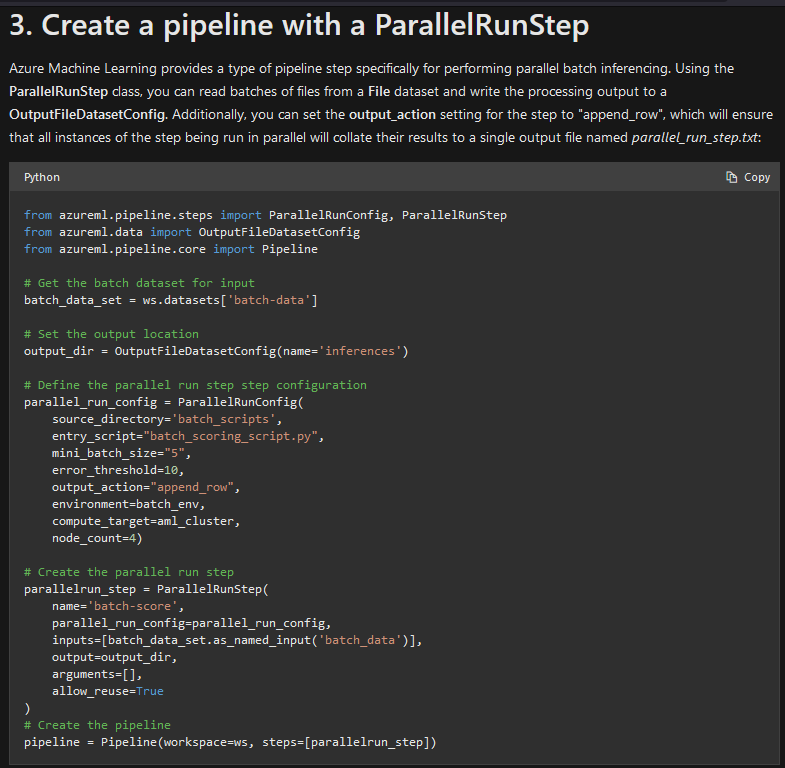 3. Create a pipeline with a ParallelRunStep
Azure Machine Learning provides a type of pipeline step specifically for performing parallel batch inferencing. Using the
ParallelRunStep class, you can read batches of files from a File dataset and write the processing output to a
OutputFileDatasetConfig. Additionally, you can set the output_action setting for the step to "append_row", which will ensure
that all instances of the step being run in parallel will collate their results to a single output file named parallel_run_step.txt:
Python Copy
from azureml.pipeline.steps import ParallelRunConfig, ParallelRunStep
from azureml.data import OutputFileDatasetConfig
from azureml.pipeline.core import Pipeline

# Get the batch dataset for input
batch_data_set = ws.datasets['batch-data']

# Set the output location
output_dir = OutputFileDatasetConfig(name='inferences')

# Define the parallel run step step configuration
parallel_run_config = ParallelRunConfig(
    source_directory='batch_scripts',
    entry_script="batch_scoring_script.py",
    mini_batch_size="5",
    error_threshold=10,
    output_action="append_row",
    environment=batch_env,
    compute_target=aml_cluster,
    node_count=4)

# Create the parallel run step
parallelrun_step = ParallelRunStep(
    name='batch-score',
    parallel_run_config=parallel_run_config,
    inputs=[batch_data_set.as_named_input('batch_data')],
    output=output_dir,
    arguments=[],
    allow_reuse=True
)
# Create the pipeline
pipeline = Pipeline(workspace=ws, steps=[parallelrun_step])